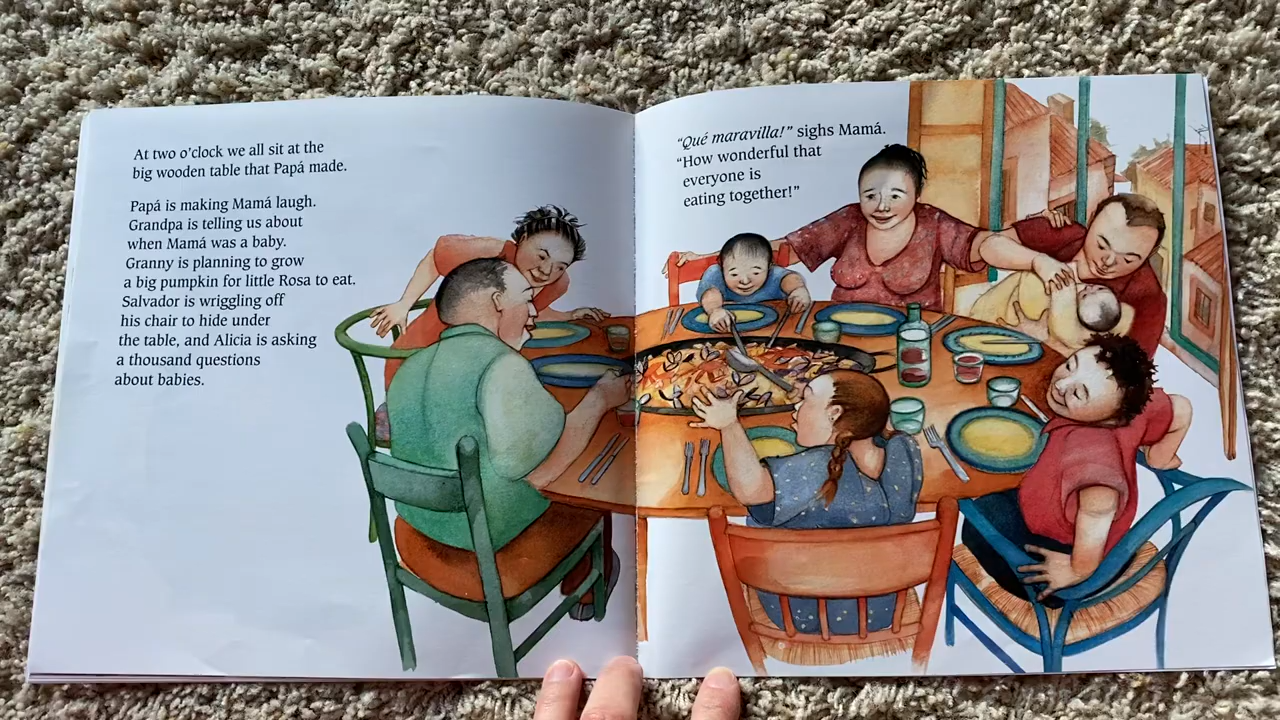 At two o'clock we all sit at the
big wooden table that Papá made.
Papá is making Mamá laugh.
Grandpa is telling us about
when Mamá was a baby.
Granny is planning to grow
a big pumpkin for little Rosa to eat.
Salvador is wriggling off
his chair to hide under
the table, and Alicia is asking
a thousand questions
about babies.
“Qué maravilla!” sighs Mamá.
“How wonderful that
everyone is
eating together!”